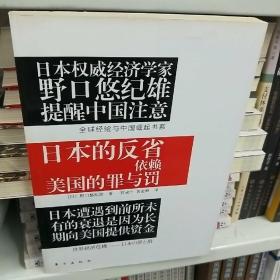 日本权威经济学家
野口悠纪雄
提醒中国注意
全球经验与中国崛起书系
日本的反省
依赖
美国的罪与罚
日本遭遇到前所未
有的衰退是因为长
期向美国提供资金